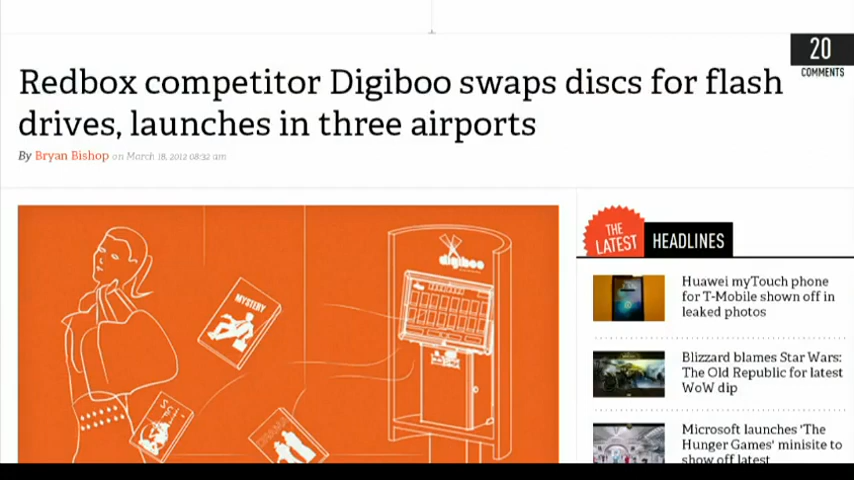 20
COMMENTS
Redbox competitor Digiboo swaps discs for flash
drives, launches in three airports
By Bryan Bishop on March 18, 2012 08:32 am
THE
LATEST
HEADLINES
digiboo
MYSTERY
Huawei myTouch phone
for T-Mobile shown off in
leaked photos
Blizzard blames Star Wars:
The Old Republic for latest
WoW dip
Microsoft launches 'The
Hunger Games' minisite to
show off latest